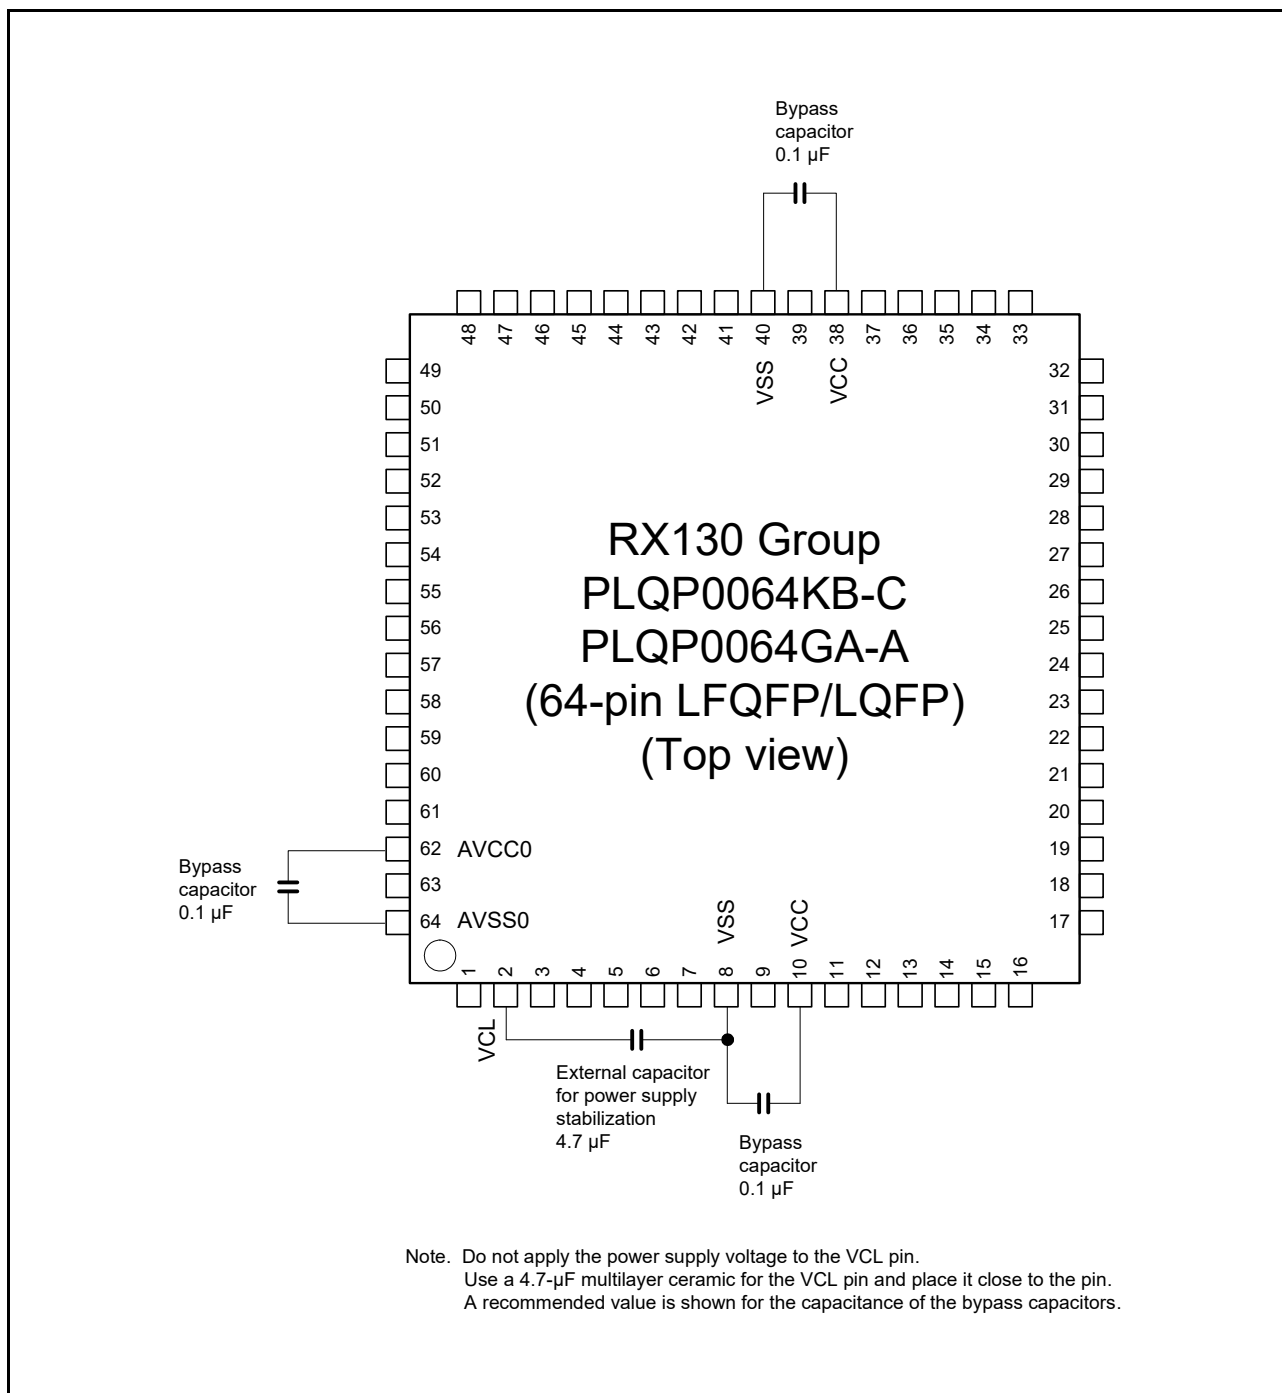 Bypass
capacitor
0.1 µF
48 47 46 45 44 43 42 41 40 39 38 37 36 35 34 33
VSS VCC
49
50
51
52
53
54
55
56
57
58
59
60
61
62 AVCC0
63
64 AVSS0
32
31
30
29
28
27
26
25
24
23
22
21
20
19
18
17
RX130 Group
PLQP0064KB-C
PLQP0064GA-A
(64-pin LFQFP/LQFP)
(Top view)
Bypass
capacitor
0.1 µF
VSS VCC
1 2 3 4 5 6 7 8 9 10 11 12 13 14 15 16
VCL
External capacitor
for power supply
stabilization
4.7 µF
Bypass
capacitor
0.1 µF
Note. Do not apply the power supply voltage to the VCL pin.
Use a 4.7-µF multilayer ceramic for the VCL pin and place it close to the pin.
A recommended value is shown for the capacitance of the bypass capacitors.